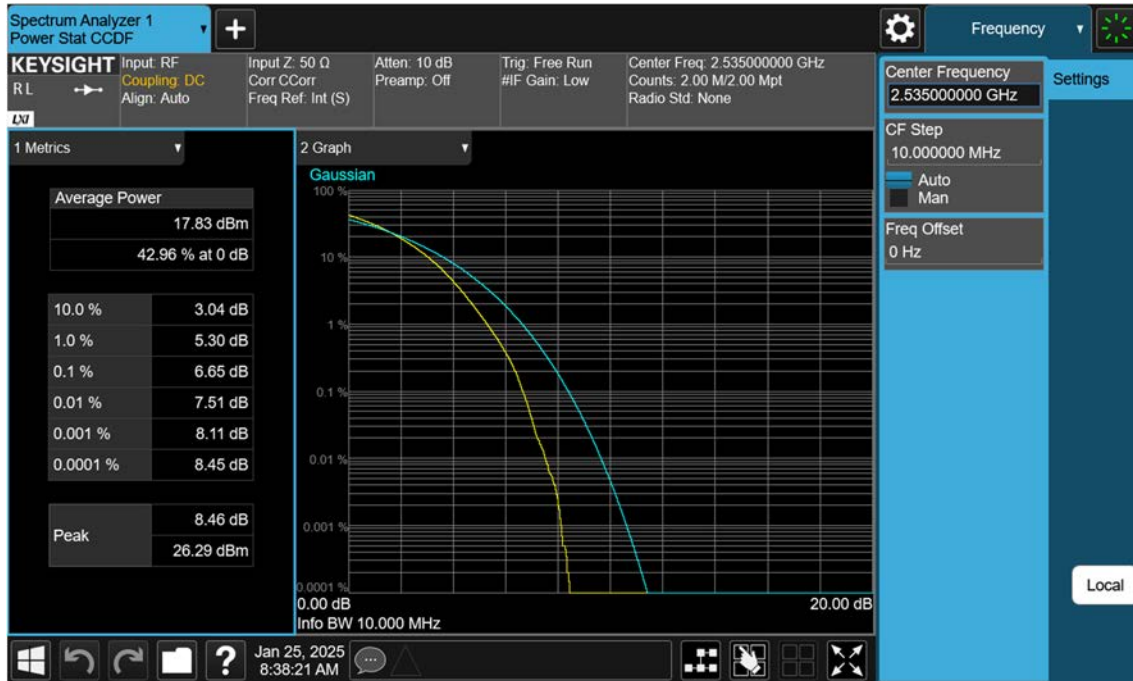 Spectrum Analyzer 1
Power Stat CCDF
Frequency
KEYSIGHT
RL
LXI
Input: RF
Coupling: DC
Align: Auto
Input Z: 50 Ω
Corr CCorr
Freq Ref: Int (S)
Atten: 10 dB
Preamp: Off
Trig: Free Run
#IF Gain: Low
Center Freq: 2.535000000 GHz
Counts: 2.00 M/2.00 Mpt
Radio Std: None
Center Frequency
2.535000000 GHz
Settings
CF Step
10.000000 MHz
Auto
Man
Freq Offset
0 Hz
1 Metrics
Average Power
17.83 dBm
42.96 % at 0 dB
10.0 % 3.04 dB
1.0 % 5.30 dB
0.1 % 6.65 dB
0.01 % 7.51 dB
0.001 % 8.11 dB
0.0001 % 8.45 dB
Peak
8.46 dB
26.29 dBm
2 Graph
Gaussian
100 %
10 %
1 %
0.1 %
0.01 %
0.001 %
0.0001 %
0.00 dB 20.00 dB
Info BW 10.000 MHz
Local
?
Jan 25, 2025
8:38:21 AM